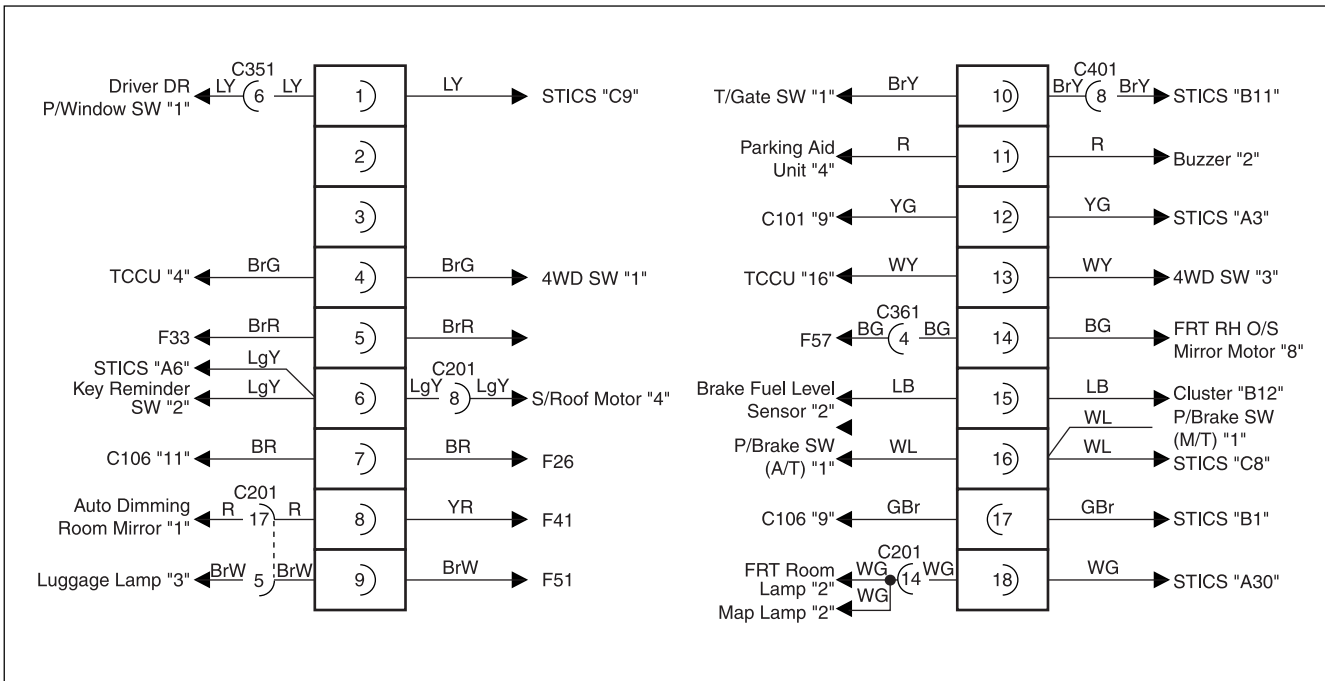 C351
Driver DR LY 6 LY 1 LY STICS "C9"
P/Window SW "1"
2
3
TCCU "4" BrG 4 BrG 4WD SW "1"
F33 BrR 5 BrR
STICS "A6" LgY
C201
Key Reminder LgY 6 LgY 8 LgY S/Roof Motor "4"
SW "2"
C106 "11" BR 7 BR F26
C201
Auto Dimming R 17 R 8 YR F41
Room Mirror "1"
Luggage Lamp "3" BrW 5 BrW 9 BrW F51
C401
T/Gate SW "1" BrY 10 BrY 8 BrY STICS "B11"
Parking Aid R 11 R Buzzer "2"
Unit "4"
C101 "9" YG 12 YG STICS "A3"
TCCU "16" WY 13 WY 4WD SW "3"
C361
F57 BG 4 BG 14 BG FRT RH O/S
Mirror Motor "8"
Brake Fuel Level LB 15 LB Cluster "B12"
Sensor "2"
WL P/Brake SW
(M/T) "1"
P/Brake SW WL 16 WL STICS "C8"
(A/T) "1"
C106 "9" GBr 17 GBr STICS "B1"
C201
FRT Room WG 14 WG 18 WG STICS "A30"
Lamp "2"
Map Lamp "2" WG